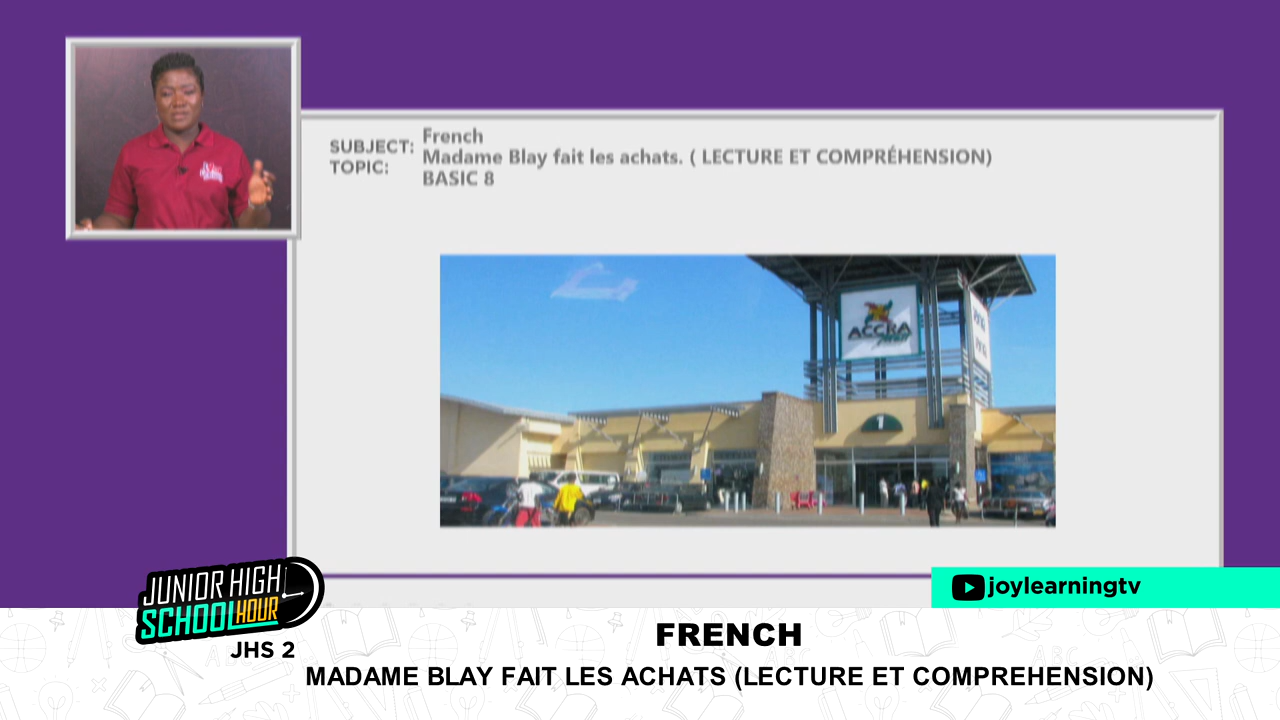 SUBJECT: French
TOPIC: Madame Blay fait les achats. ( LECTURE ET COMPRÉHENSION)
BASIC 8
ACCRA
1
JUNIOR HIGH
SCHOOL HOUR
JHS 2
joylearningtv
FRENCH
MADAME BLAY FAIT LES ACHATS (LECTURE ET COMPREHENSION)